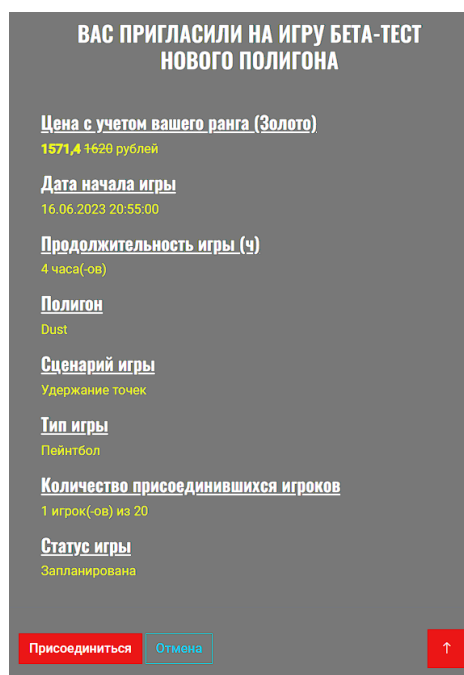 ВАС ПРИГЛАСИЛИ НА ИГРУ БЕТА-ТЕСТ
НОВОГО ПОЛИГОНА
Цена с учетом вашего ранга (Золото)
1571,4 1620 рублей
Дата начала игры
16.06.2023 20:55:00
Продолжительность игры (ч)
4 часа(-ов)
Полигон
Dust
Сценарий игры
Удержание точек
Тип игры
Пейнтбол
Количество присоединившихся игроков
1 игрок(-ов) из 20
Статус игры
Запланирована
Присоединиться Отмена